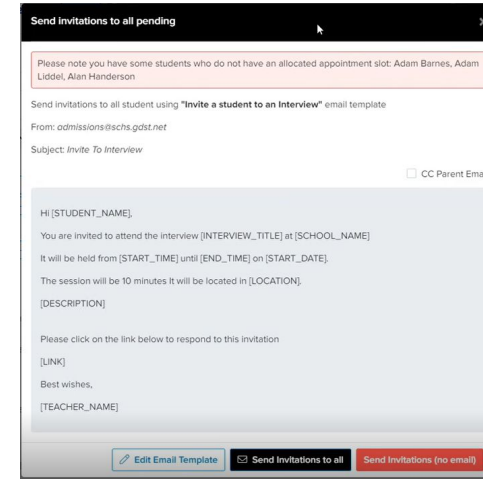 Send invitations to all pending
Please note you have some students who do not have an allocated appointment slot: Adam Barnes, Adam
Liddel, Alan Handerson
Send invitations to all student using "Invite a student to an Interview" email template
From: admissions@schs.gdst.net
Subject: Invite To Interview
CC Parent Ema
Hi [STUDENT_NAME],
You are invited to attend the interview [INTERVIEW_TITLE] at [SCHOOL_NAME]
It will be held from [START_TIME] until [END_TIME] on [START_DATE].
The session will be 10 minutes It will be located in [LOCATION].
[DESCRIPTION]
Please click on the link below to respond to this invitation
[LINK]
Best wishes,
[TEACHER_NAME]
Edit Email Template Send Invitations to all Send Invitations (no email)